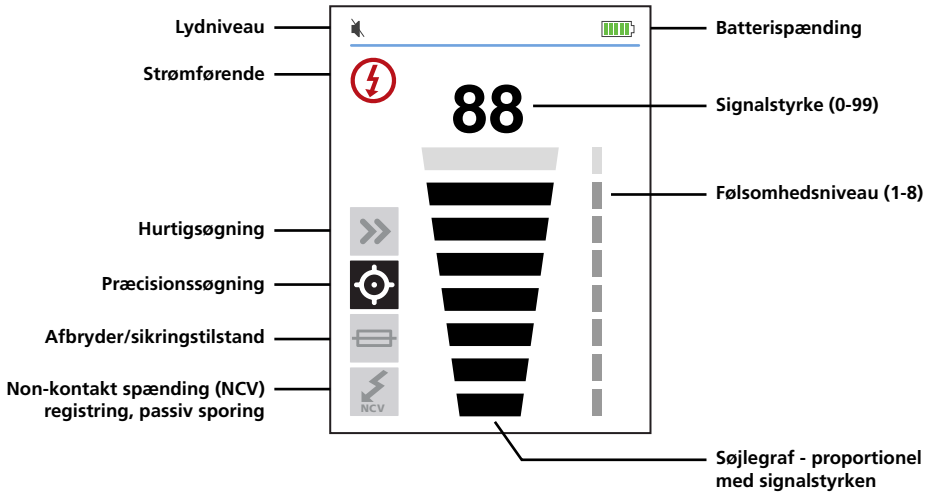 Lydniveau
Strømførende
Hurtigsøgning
Præcisionssøgning
Afbryder/sikringstilstand
Non-kontakt spænding (NCV)
registring, passiv sporing
88
NCV
Batterispænding
Signalstyrke (0-99)
Følsomhedsniveau (1-8)
Søjlegraf - proportionel
med signalstyrken